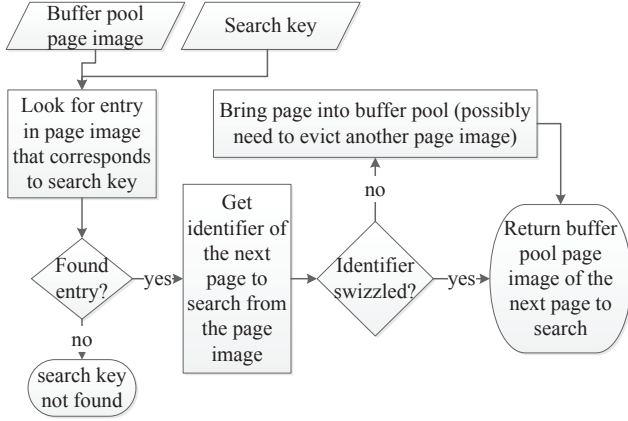 Buffer pool
page image
Search key
Look for entry
in page image
that corresponds
to search key
Bring page into buffer pool (possibly
need to evict another page image)
Found
entry?
yes
no
search key
not found
Get
identifier of
the next
page to
search from
the page
image
Identifier
swizzled?
no
yes
Return buffer
pool page
image of the
next page to
search